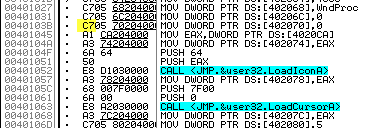 00401027 . C705 68204000 MOV DWORD PTR DS:[402068],WndProc
00401031 . C705 6C204000 MOV DWORD PTR DS:[40206C],0
0040103B . C705 70204000 MOV DWORD PTR DS:[402070],0
00401045 . A1 CA204000 MOV EAX,DWORD PTR DS:[4020CA]
0040104A . A3 74204000 MOV DWORD PTR DS:[402074],EAX
0040104F . 6A 64 PUSH 64
00401051 . 50 PUSH EAX
00401052 . E8 D1030000 CALL <JMP.&user32.LoadIconA>
00401057 . A3 78204000 MOV DWORD PTR DS:[402078],EAX
0040105C . 68 007F0000 PUSH 7F00
00401061 . 6A 00 PUSH 0
00401063 . E8 A2030000 CALL <JMP.&user32.LoadCursorA>
00401068 . A3 7C204000 MOV DWORD PTR DS:[40207C],EAX
0040106D . C705 80204000 MOV DWORD PTR DS:[402080]